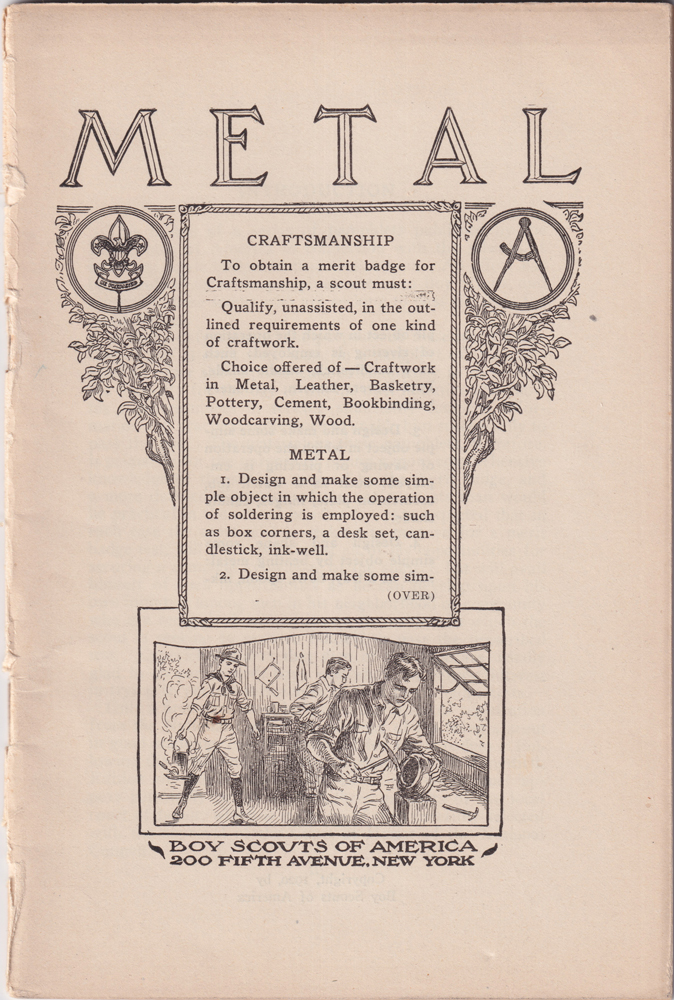 METAL
CRAFTSMANSHIP
To obtain a merit badge for
Craftsmanship, a scout must:
Qualify, unassisted, in the out-
lined requirements of one kind
of craftwork.
Choice offered of — Craftwork
in Metal, Leather, Basketry,
Pottery, Cement, Bookbinding,
Woodcarving, Wood.
METAL
1. Design and make some sim-
ple object in which the operation
of soldering is employed: such
as box corners, a desk set, can-
dlestick, ink-well.
2. Design and make some sim-
(OVER)
BOY SCOUTS OF AMERICA
200 FIFTH AVENUE, NEW YORK